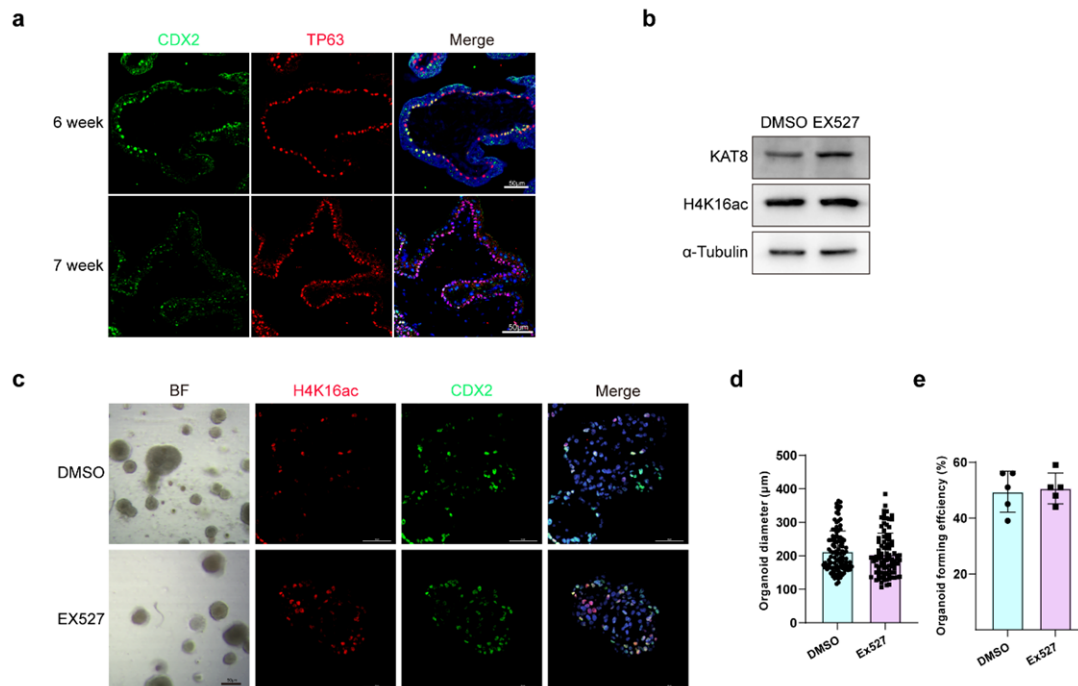 a
CDX2 TP63 Merge
6 week
50μm
7 week
50μm
b
DMSO EX527
KAT8
H4K16ac
α-Tubulin
c
BF H4K16ac CDX2 Merge
DMSO
EX527
d
Organoid diameter (μm)
500
400
300
200
100
0
DMSO
Ex527
e
Organoid forming effciency (%)
60
40
20
DMSO
Ex527